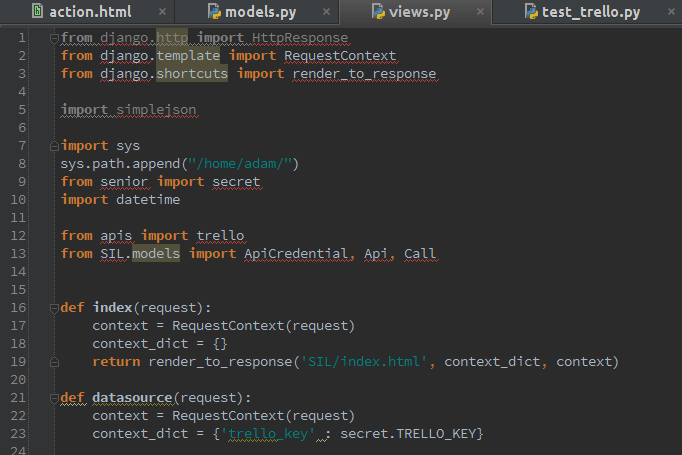 action.html models.py views.py test_trello.py
1 from django.http import HttpResponse
2 from django.template import RequestContext
3 from django.shortcuts import render_to_response
4
5 import simplejson
6
7 import sys
8 sys.path.append("/home/adam/")
9 from senior import secret
10 import datetime
11
12 from apis import trello
13 from SIL.models import ApiCredential, Api, Call
14
15
16 def index(request):
17     context = RequestContext(request)
18     context_dict = {}
19     return render_to_response('SIL/index.html', context_dict, context)
20
21 def datasource(request):
22     context = RequestContext(request)
23     context_dict = {'trello_key' : secret.TRELLO_KEY}